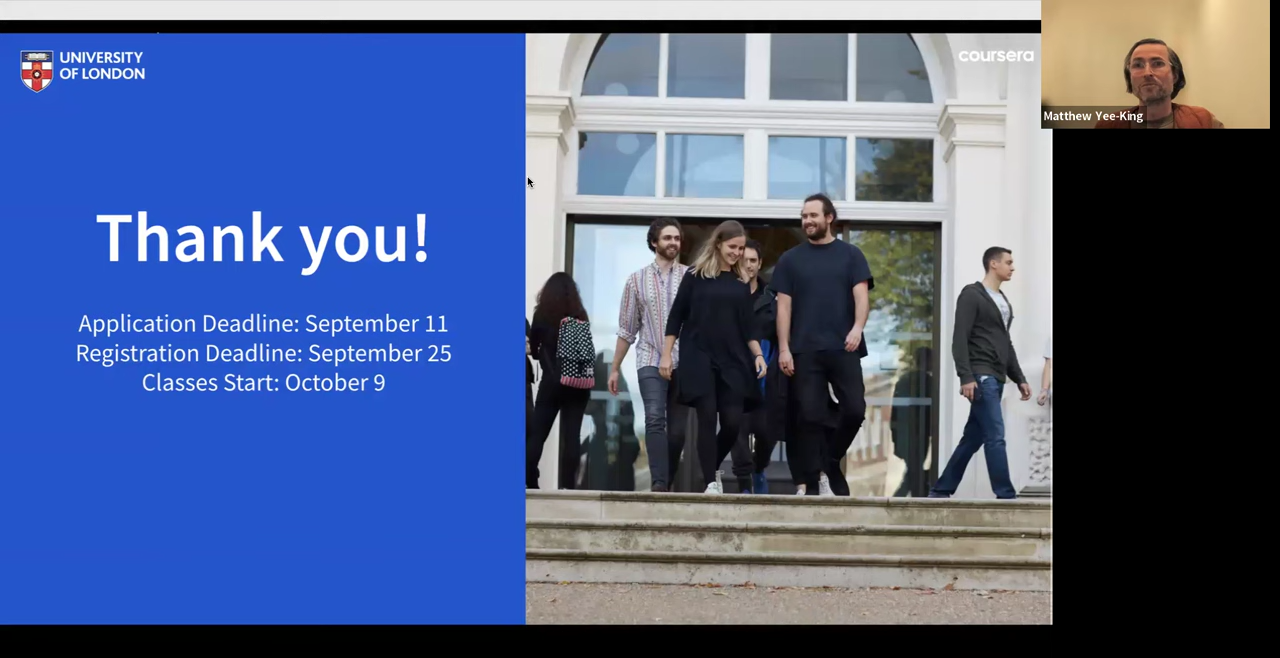 UNIVERSITY
OF LONDON
coursera
Matthew Yee-King
Thank you!
Application Deadline: September 11
Registration Deadline: September 25
Classes Start: October 9